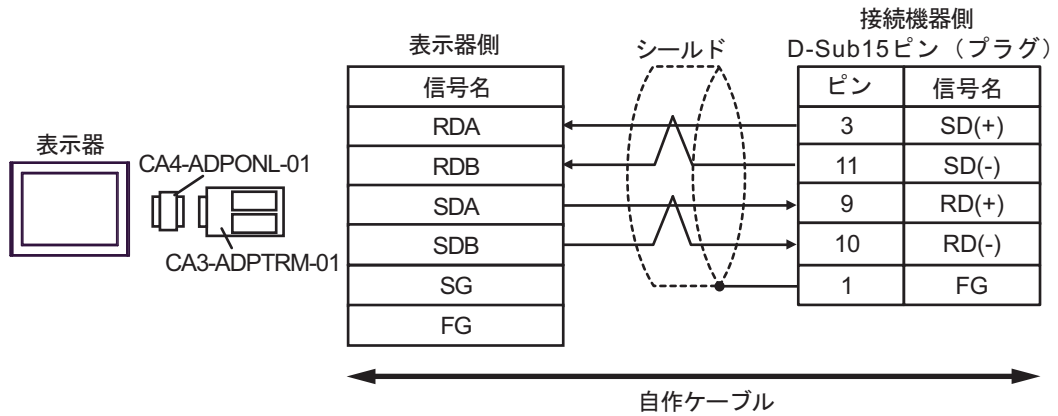 接続機器側
表示器側
シールド
D-Sub15ピン（プラグ）
信号名
ピン
信号名
RDA
3
SD(+)
表示器
CA4-ADPONL-01
RDB
11
SD(-)
SDA
9
RD(+)
SDB
10
RD(-)
CA3-ADPTRM-01
SG
1
FG
FG
自作ケーブル